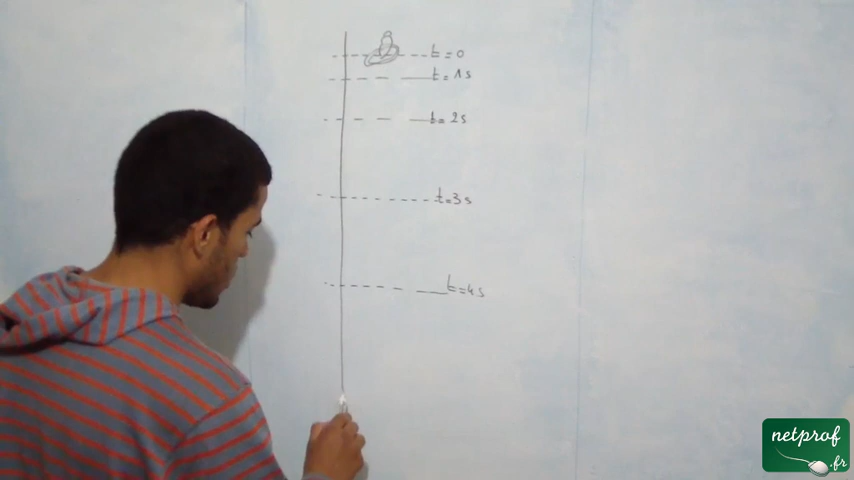 t=0
t=1s
t=2s
t=3s
t=4s
netprof
.fr